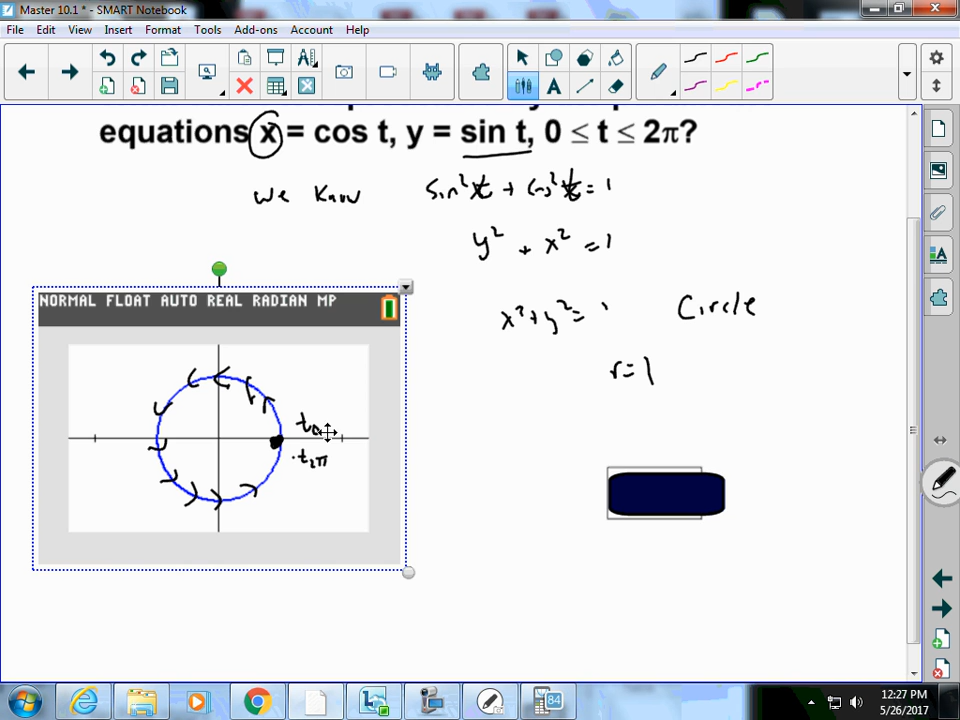 Master 10.1 * - SMART Notebook
File Edit View Insert Format Tools Add-ons Account Help
equations x = cos t, y = sin t, 0 ≤ t ≤ 2π?
we know sin²t + cos²t = 1
y² + x² = 1
x² + y² = 1 Circle
r = 1
NORMAL FLOAT AUTO REAL RADIAN MP
t₀
t₂π
84
12:27 PM
5/26/2017